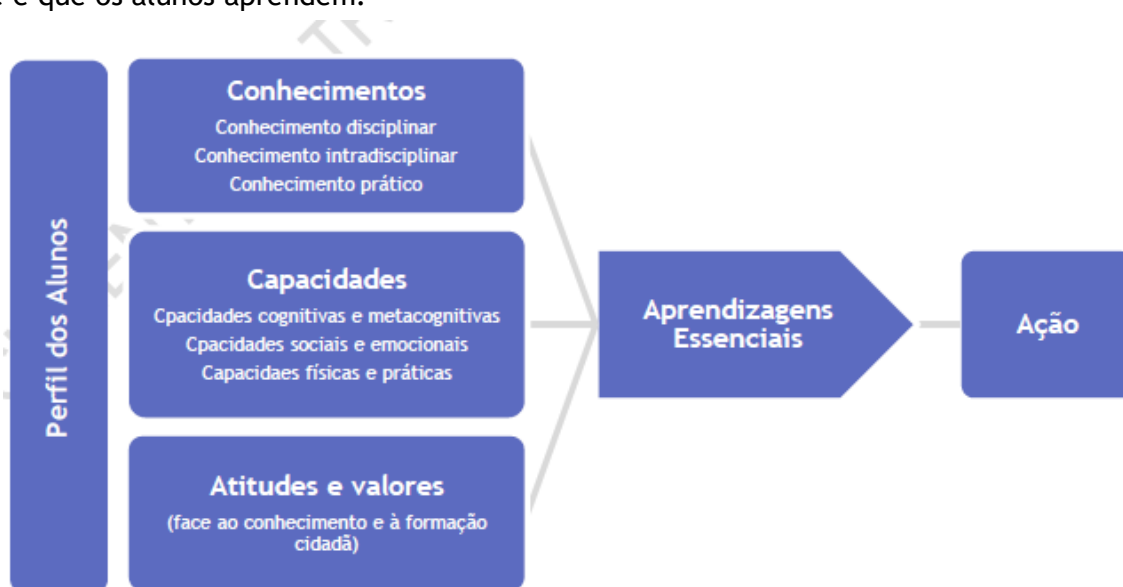 e é que os alunos aprendem.
Perfil dos Alunos
Conhecimentos
Conhecimento disciplinar
Conhecimento intradisciplinar
Conhecimento prático
Capacidades
Cpacidades cognitivas e metacognitivas
Cpacidades sociais e emocionais
Capacidaes físicas e práticas
Atitudes e valores
(face ao conhecimento e à formação
cidadã)
Aprendizagens
Essenciais
Ação